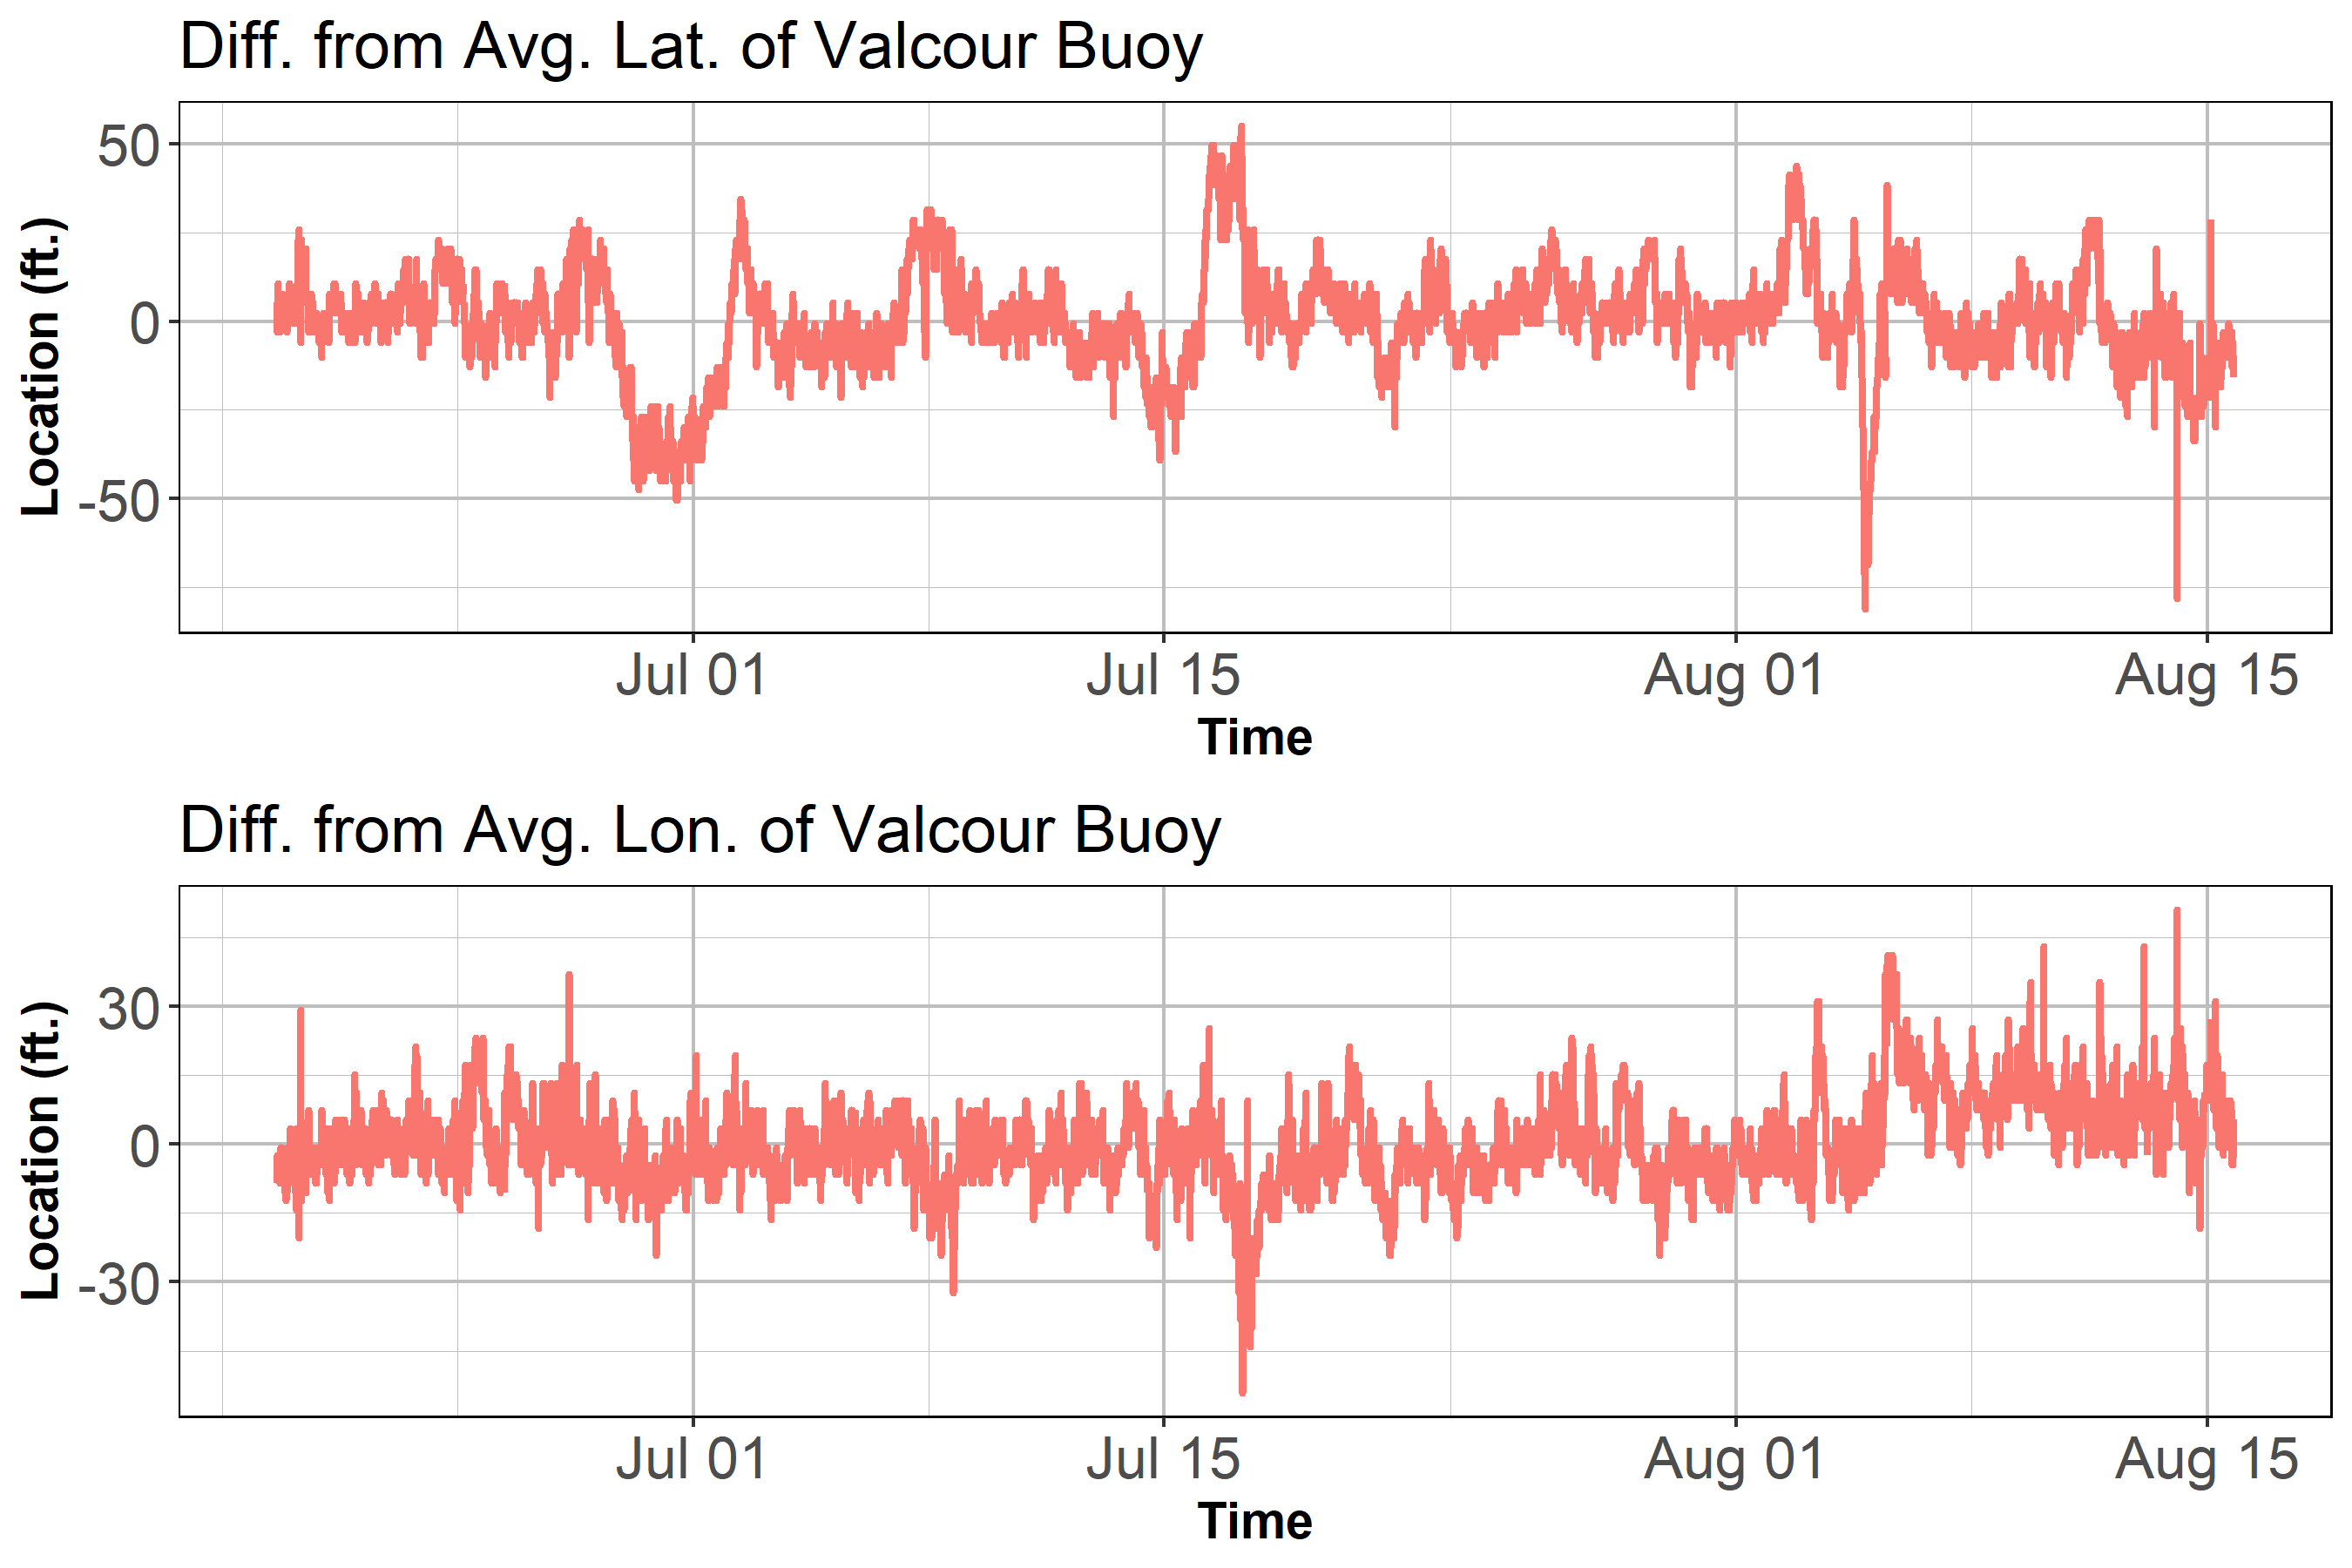 Diff. from Avg. Lat. of Valcour Buoy
Location (ft.)
50
0
-50
Jul 01 Jul 15 Aug 01 Aug 15
Time
Diff. from Avg. Lon. of Valcour Buoy
Location (ft.)
30
0
-30
Jul 01 Jul 15 Aug 01 Aug 15
Time